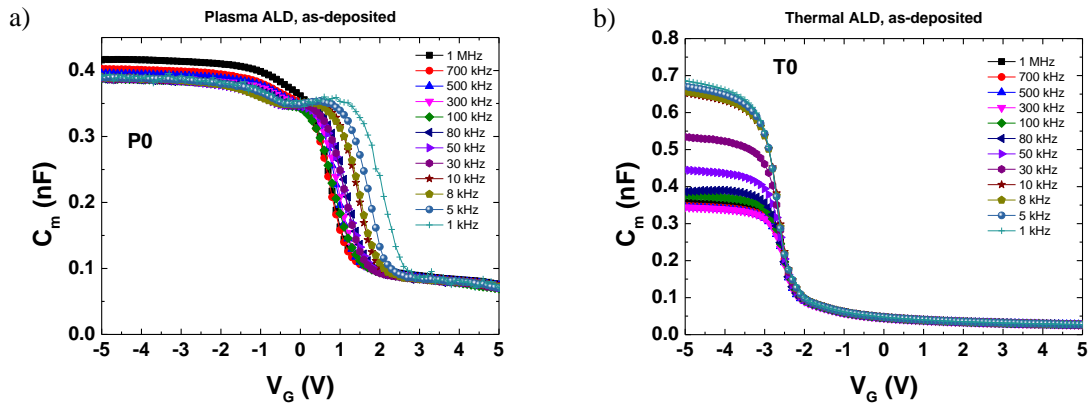 a)
Plasma ALD, as-deposited
0.4
0.3
0.2
0.1
0.0
-5 -4 -3 -2 -1 0 1 2 3 4 5
C_m (nF)
V_G (V)
P0
1 MHz
700 kHz
500 kHz
300 kHz
100 kHz
80 kHz
50 kHz
30 kHz
10 kHz
8 kHz
5 kHz
1 kHz
b)
Thermal ALD, as-deposited
0.8
0.7
0.6
0.5
0.4
0.3
0.2
0.1
0.0
-5 -4 -3 -2 -1 0 1 2 3 4 5
C_m (nF)
V_G (V)
T0
1 MHz
700 kHz
500 kHz
300 kHz
100 kHz
80 kHz
50 kHz
30 kHz
10 kHz
8 kHz
5 kHz
1 kHz